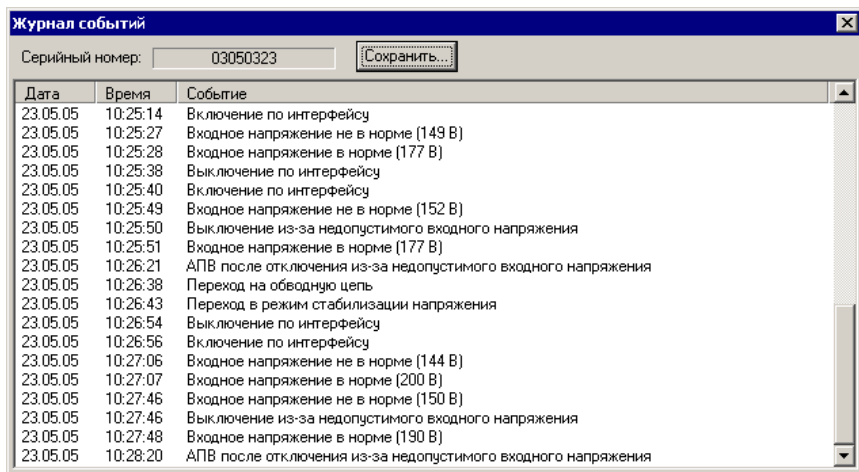 Журнал событий
Серийный номер: 03050323 Сохранить...
Дата Время Событие
23.05.05 10:25:14 Включение по интерфейсу
23.05.05 10:25:27 Входное напряжение не в норме (149 В)
23.05.05 10:25:28 Входное напряжение в норме (177 В)
23.05.05 10:25:38 Выключение по интерфейсу
23.05.05 10:25:40 Включение по интерфейсу
23.05.05 10:25:49 Входное напряжение не в норме (152 В)
23.05.05 10:25:50 Выключение из-за недопустимого входного напряжения
23.05.05 10:25:51 Входное напряжение в норме (177 В)
23.05.05 10:26:21 АПВ после отключения из-за недопустимого входного напряжения
23.05.05 10:26:38 Переход на обводную цепь
23.05.05 10:26:43 Переход в режим стабилизации напряжения
23.05.05 10:26:54 Выключение по интерфейсу
23.05.05 10:26:56 Включение по интерфейсу
23.05.05 10:27:06 Входное напряжение не в норме (144 В)
23.05.05 10:27:07 Входное напряжение в норме (200 В)
23.05.05 10:27:46 Входное напряжение не в норме (150 В)
23.05.05 10:27:46 Выключение из-за недопустимого входного напряжения
23.05.05 10:27:48 Входное напряжение в норме (190 В)
23.05.05 10:28:20 АПВ после отключения из-за недопустимого входного напряжения